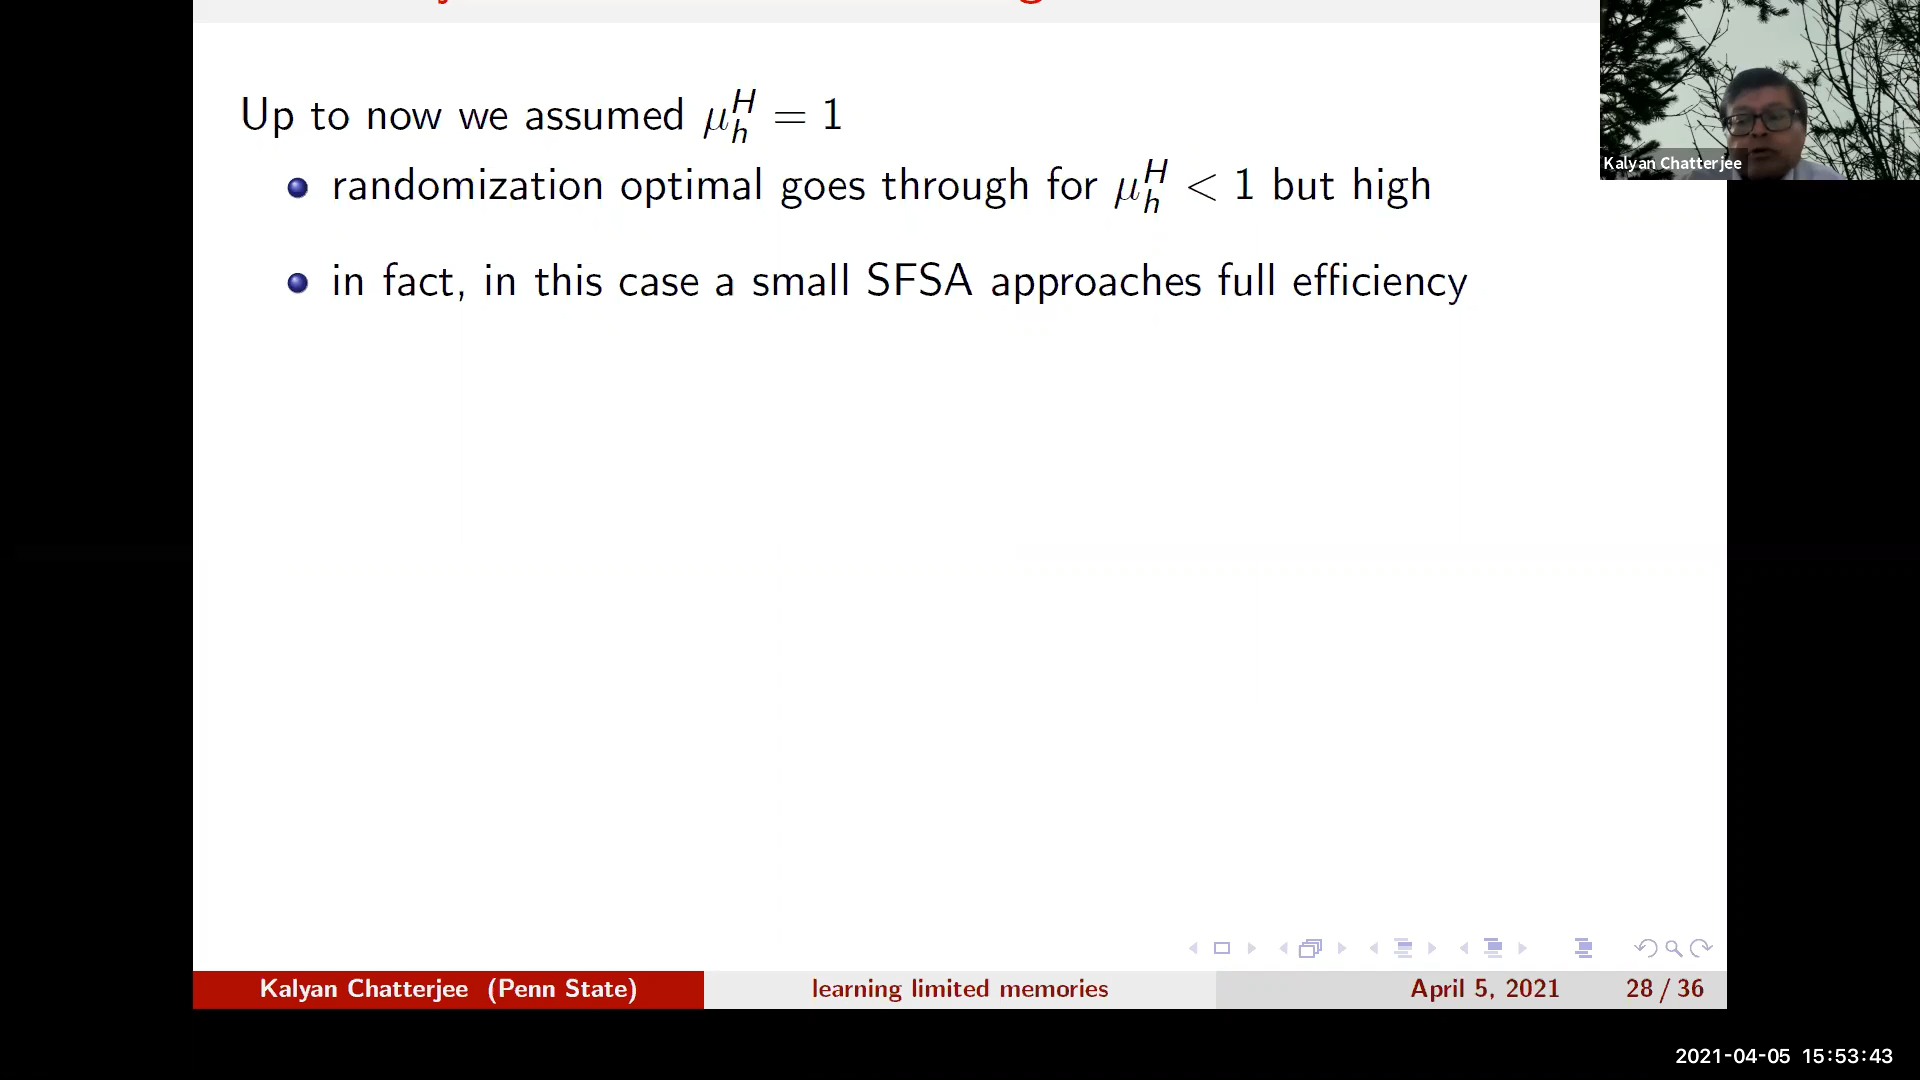 Up to now we assumed μ_h^H = 1
Kalyan Chatterjee
randomization optimal goes through for μ_h^H < 1 but high
in fact, in this case a small SFSA approaches full efficiency
Kalyan Chatterjee (Penn State)
learning limited memories
April 5, 2021
28 / 36
2021-04-05 15:53:43